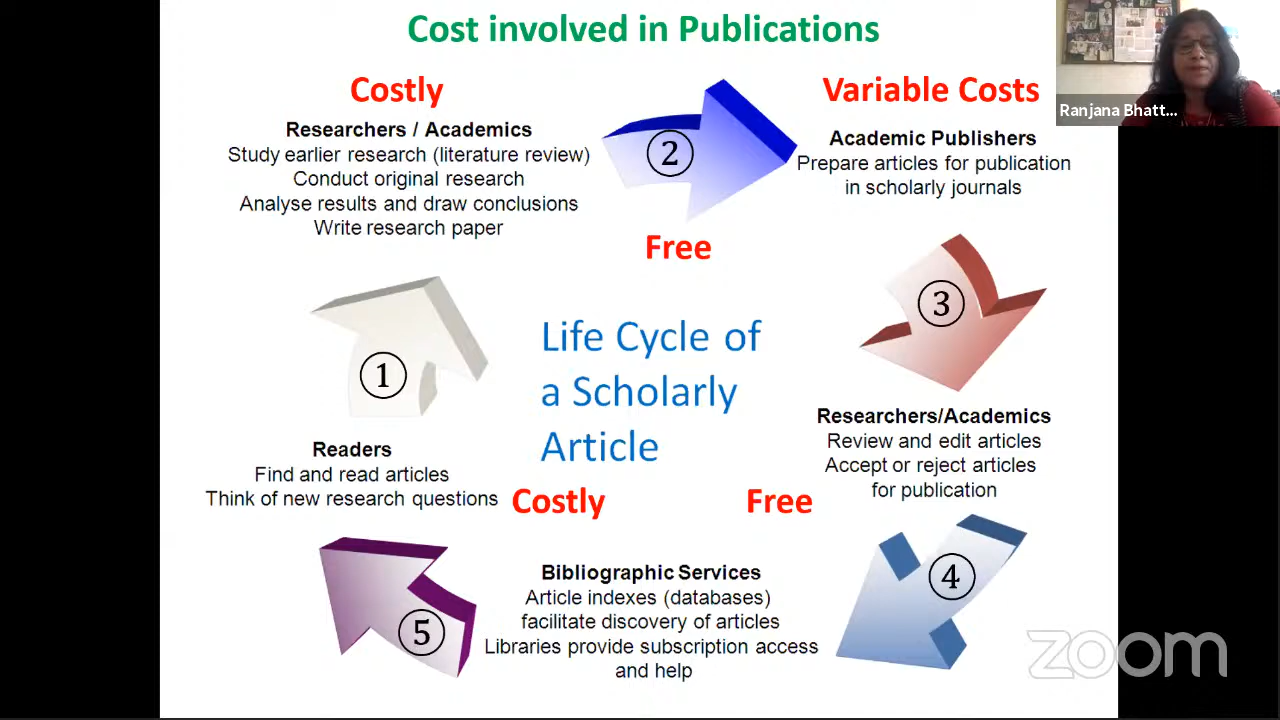 Cost involved in Publications
Costly
Researchers / Academics
Study earlier research (literature review)
Conduct original research
Analyse results and draw conclusions
Write research paper
②
Free
Variable Costs
Academic Publishers
Prepare articles for publication
in scholarly journals
Ranjana Bhatt...
③
①
Life Cycle of
a Scholarly
Article
Researchers/Academics
Review and edit articles
Accept or reject articles
for publication
Readers
Find and read articles
Think of new research questions
Costly
Free
④
Bibliographic Services
Article indexes (databases)
facilitate discovery of articles
Libraries provide subscription access
and help
⑤
zoom